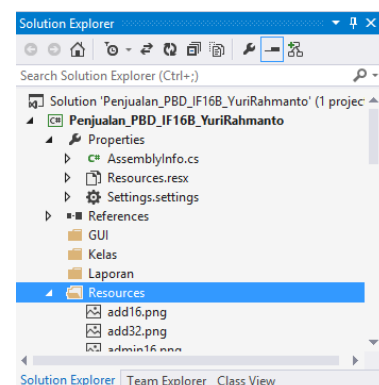 Solution Explorer
Search Solution Explorer (Ctrl+;)
Solution 'Penjualan_PBD_IF16B_YuriRahmanto' (1 projec
C# Penjualan_PBD_IF16B_YuriRahmanto
Properties
C# AssemblyInfo.cs
Resources.resx
Settings.settings
References
GUI
Kelas
Laporan
Resources
add16.png
add32.png
admin16.png
Solution Explorer Team Explorer Class View